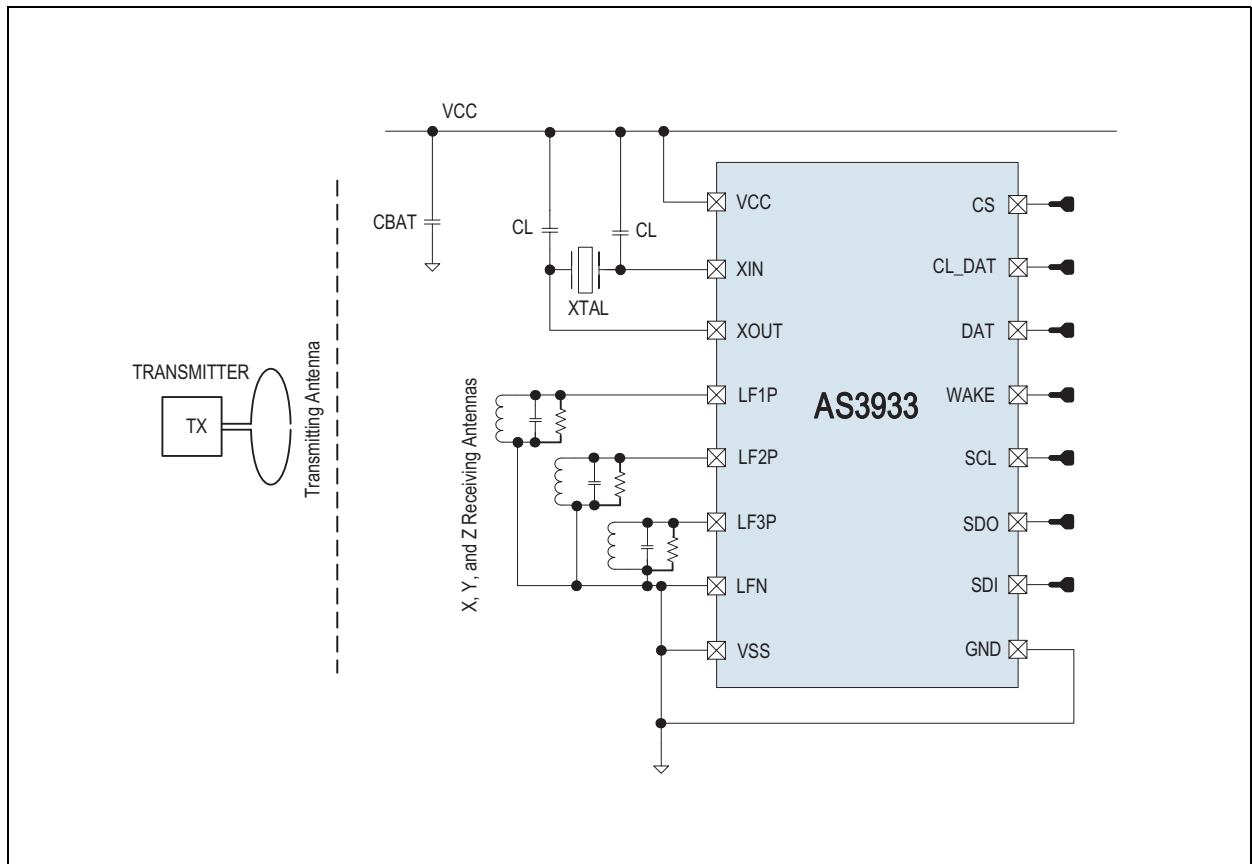 VCC
CBAT
CL
CL
XTAL
TRANSMITTER
TX
Transmitting Antenna
X, Y, and Z Receiving Antennas
AS3933
VCC
XIN
XOUT
LF1P
LF2P
LF3P
LFN
VSS
CS
CL_DAT
DAT
WAKE
SCL
SDO
SDI
GND